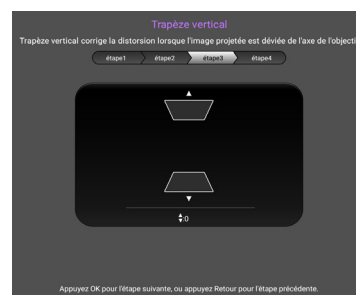 Trapèze vertical
Trapèze vertical corrige la distorsion lorsque l'image projetée est déviée de l'axe de l'objecti
étape1 étape2 étape3 étape4
:0
Appuyez OK pour l'étape suivante, ou appuyez Retour pour l'étape précédente.